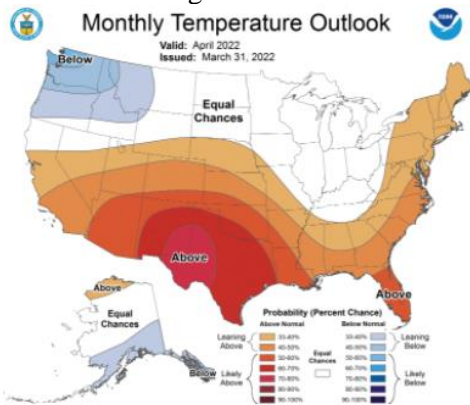 Monthly Temperature Outlook
Valid: April 2022
Issued: March 31, 2022
Below
Equal
Chances
Above
Above
Equal
Chances
Below
Above
Probability (Percent Chance)
Above Normal
Below Normal
Leaning
Above
Likely
Above
33-40%
40-50%
50-60%
60-70%
70-80%
80-90%
90-100%
Equal
Chances
33-40%
40-50%
50-60%
60-70%
70-80%
80-90%
90-100%
Leaning
Below
Likely
Below